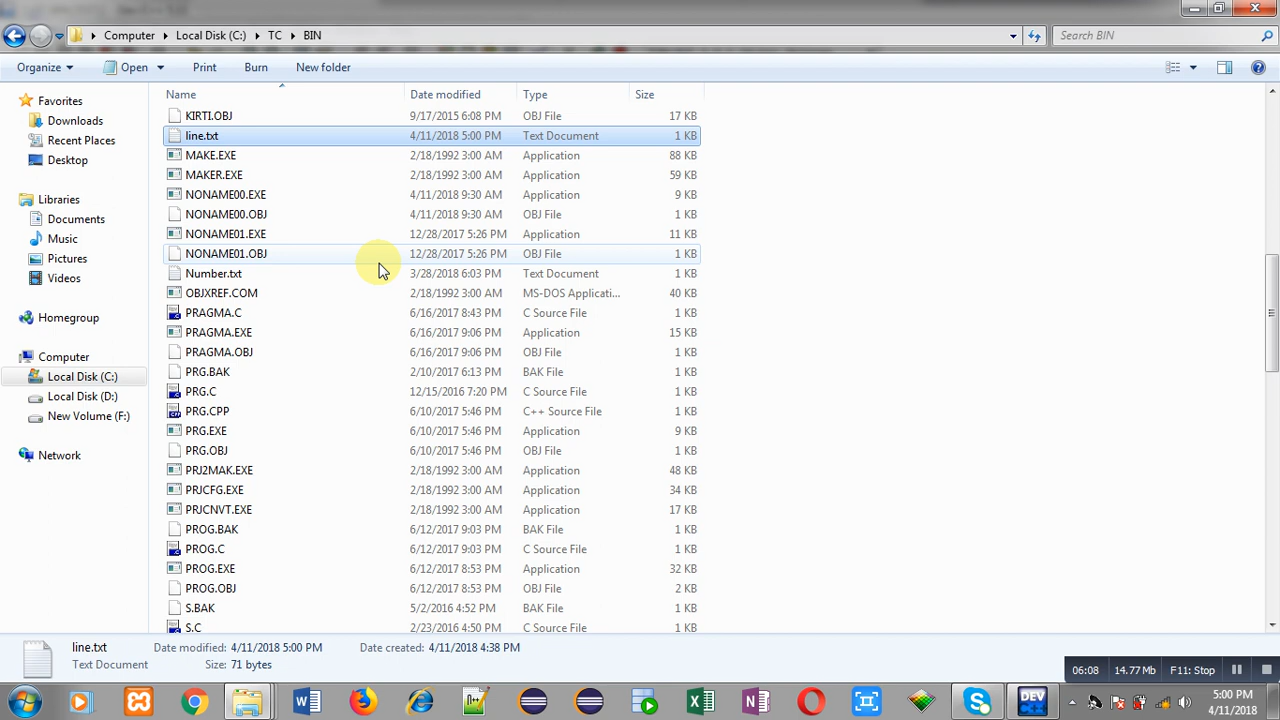 Computer Local Disk (C:) TC BIN Search BIN
Organize Open Print Burn New folder
Name Date modified Type Size
Favorites
Downloads
Recent Places
Desktop
Libraries
Documents
Music
Pictures
Videos
Homegroup
Computer
Local Disk (C:)
Local Disk (D:)
New Volume (F:)
Network
KIRTI.OBJ 9/17/2015 6:08 PM OBJ File 17 KB
line.txt 4/11/2018 5:00 PM Text Document 1 KB
MAKE.EXE 2/18/1992 3:00 AM Application 88 KB
MAKER.EXE 2/18/1992 3:00 AM Application 59 KB
NONAME00.EXE 4/11/2018 9:30 AM Application 9 KB
NONAME00.OBJ 4/11/2018 9:30 AM OBJ File 1 KB
NONAME01.EXE 12/28/2017 5:26 PM Application 11 KB
NONAME01.OBJ 12/28/2017 5:26 PM OBJ File 1 KB
Number.txt 3/28/2018 6:03 PM Text Document 1 KB
OBJXREF.COM 2/18/1992 3:00 AM MS-DOS Applicati... 40 KB
PRAGMA.C 6/16/2017 8:43 PM C Source File 1 KB
PRAGMA.EXE 6/16/2017 9:06 PM Application 15 KB
PRAGMA.OBJ 6/16/2017 9:06 PM OBJ File 1 KB
PRG.BAK 2/10/2017 6:13 PM BAK File 1 KB
PRG.C 12/15/2016 7:20 PM C Source File 1 KB
PRG.CPP 6/10/2017 5:46 PM C++ Source File 1 KB
PRG.EXE 6/10/2017 5:46 PM Application 9 KB
PRG.OBJ 6/10/2017 5:46 PM OBJ File 1 KB
PRJ2MAK.EXE 2/18/1992 3:00 AM Application 48 KB
PRJCFG.EXE 2/18/1992 3:00 AM Application 34 KB
PRJCNVT.EXE 2/18/1992 3:00 AM Application 17 KB
PROG.BAK 6/12/2017 9:03 PM BAK File 1 KB
PROG.C 6/12/2017 9:03 PM C Source File 1 KB
PROG.EXE 6/12/2017 8:53 PM Application 32 KB
PROG.OBJ 6/12/2017 8:53 PM OBJ File 2 KB
S.BAK 5/2/2016 4:52 PM BAK File 1 KB
S.C 2/23/2016 4:50 PM C Source File 1 KB
line.txt Date modified: 4/11/2018 5:00 PM Date created: 4/11/2018 4:38 PM
Text Document Size: 71 bytes
06:08 14.77Mb F11: Stop
DEV
5:00 PM
4/11/2018